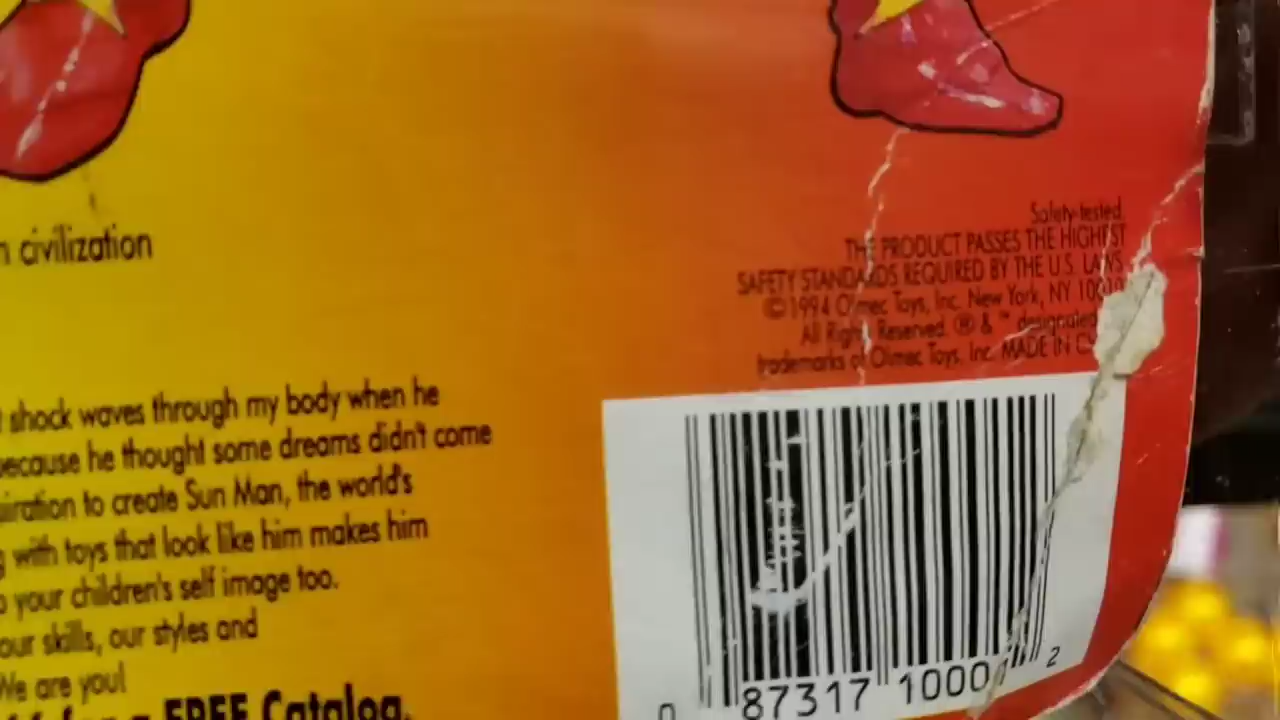 civilization
shock waves through my body when he
because he thought some dreams didn't come
to create Sun Man, the world's
with toys that look like him makes him
your children's self image too.
our skills, our styles and
We are you!
FREE Catalog.
Safety-tested.
THE PRODUCT PASSES THE HIGHEST
SAFETY STANDARDS REQUIRED BY THE U.S. LAWS.
©1994 Olmec Toys, Inc. New York, NY
All Rights Reserved. ® & ™ designated
trademarks of Olmec Toys, Inc. MADE IN
0 87317 1000 2